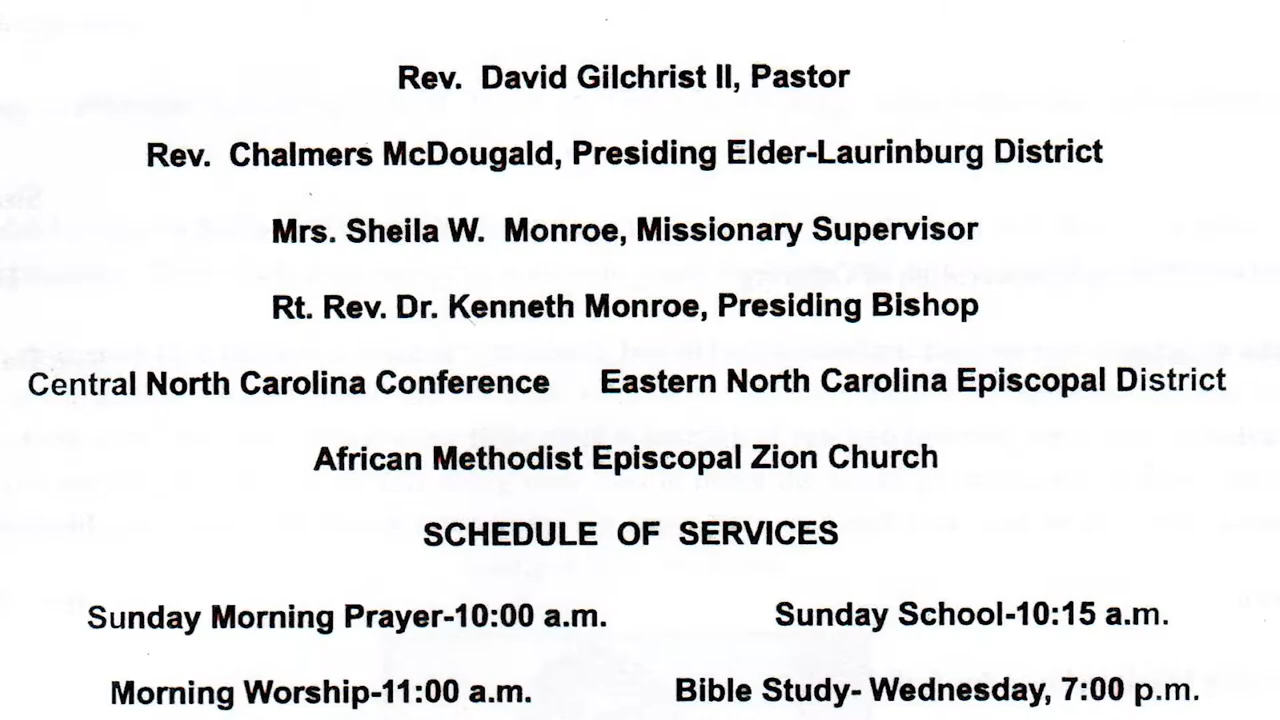 Rev. David Gilchrist II, Pastor
Rev. Chalmers McDougald, Presiding Elder-Laurinburg District
Mrs. Sheila W. Monroe, Missionary Supervisor
Rt. Rev. Dr. Kenneth Monroe, Presiding Bishop
Central North Carolina Conference Eastern North Carolina Episcopal District
African Methodist Episcopal Zion Church
SCHEDULE OF SERVICES
Sunday Morning Prayer-10:00 a.m. Sunday School-10:15 a.m.
Morning Worship-11:00 a.m. Bible Study- Wednesday, 7:00 p.m.